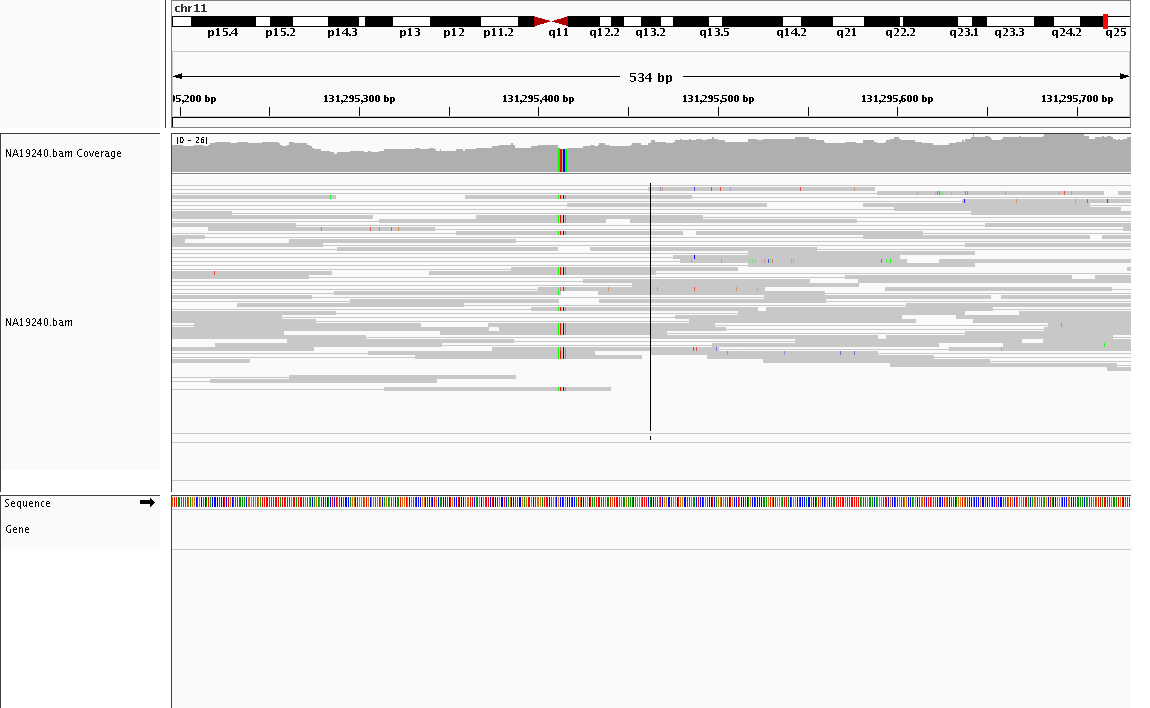 chr11
p15.4 p15.2 p14.3 p13 p12 p11.2 q11 q12.2 q13.2 q13.5 q14.2 q21 q22.2 q23.1 q23.3 q24.2 q25
534 bp
95,200 bp 131,295,300 bp 131,295,400 bp 131,295,500 bp 131,295,600 bp 131,295,700 bp
[0 - 26]
NA19240.bam Coverage
NA19240.bam
Sequence
Gene